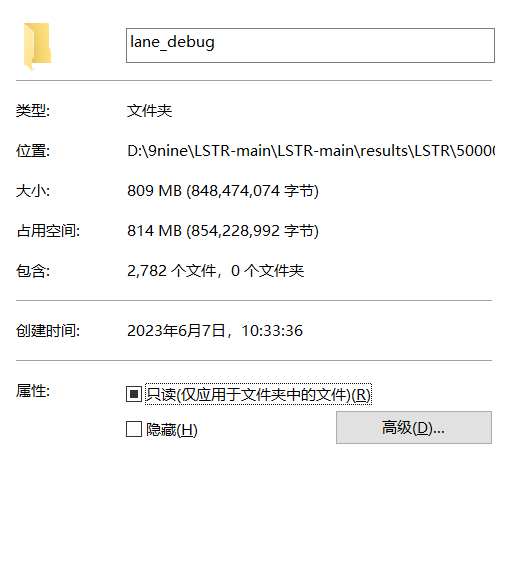 lane_debug
类型: 文件夹
位置: D:\9nine\LSTR-main\LSTR-main\results\LSTR\50000
大小: 809 MB (848,474,074 字节)
占用空间: 814 MB (854,228,992 字节)
包含: 2,782 个文件，0 个文件夹
创建时间: 2023年6月7日，10:33:36
属性: 只读(仅应用于文件夹中的文件)(R)
隐藏(H) 高级(D)...